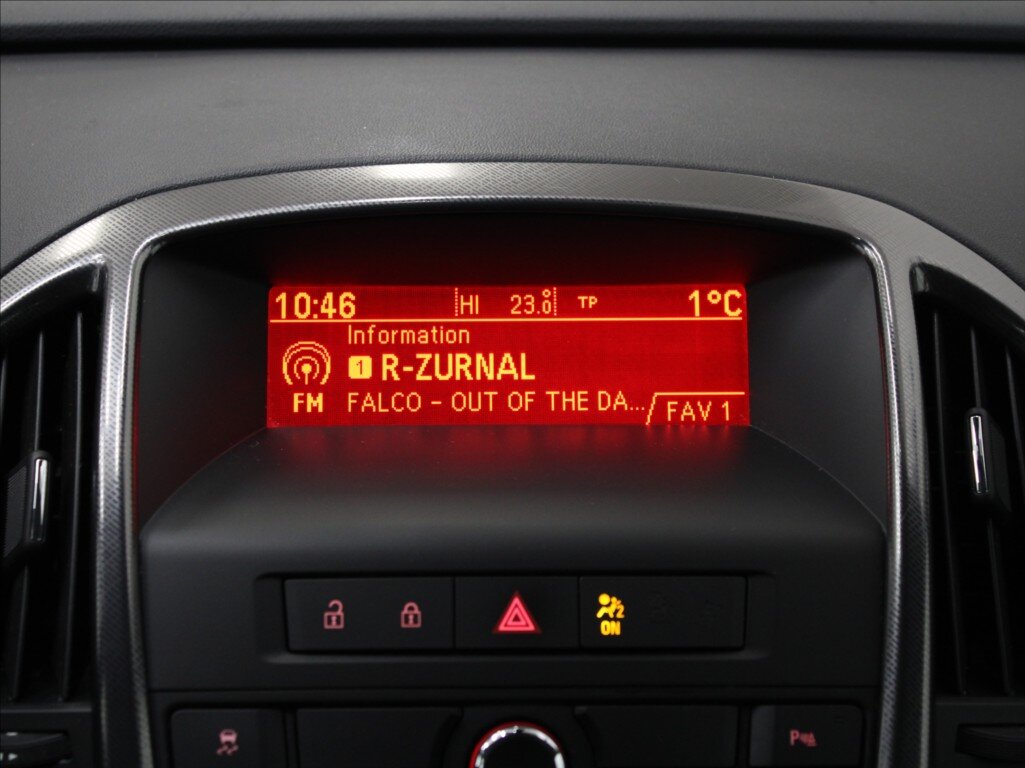 10:46 HI 23.0° TP 1°C
Information
1 R-ZURNAL
FM FALCO - OUT OF THE DA... FAV 1
2
ON
P